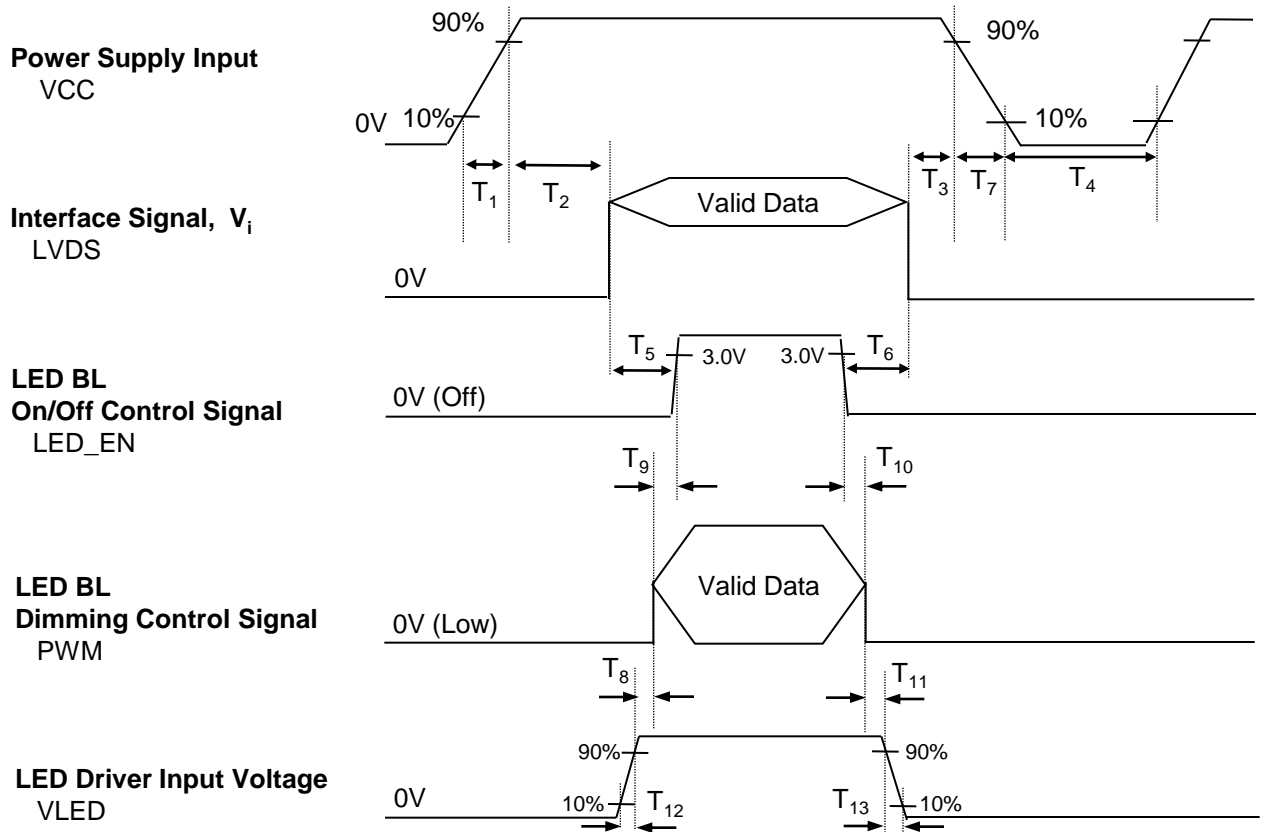 90%
90%
Power Supply Input
VCC
0V
10%
10%
T1
T2
T3
T7
T4
Interface Signal, Vi
LVDS
Valid Data
0V
T5
3.0V
3.0V
T6
LED BL
On/Off Control Signal
LED_EN
0V (Off)
T9
T10
LED BL
Dimming Control Signal
PWM
Valid Data
0V (Low)
T8
T11
90%
90%
LED Driver Input Voltage
VLED
0V
10%
T12
T13
10%